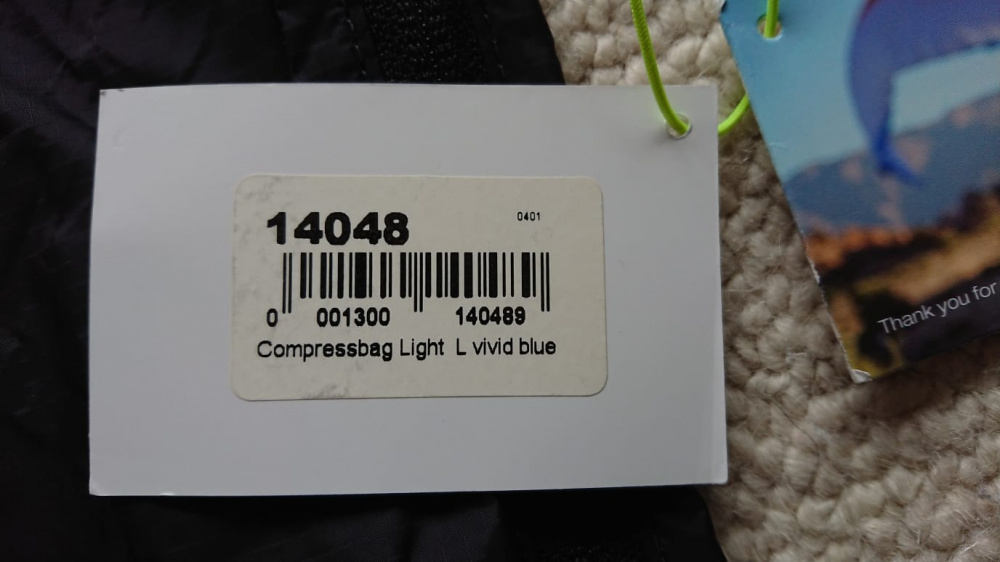 14048
0401
0 001300 140489
Compressbag Light L vivid blue
Thank you for